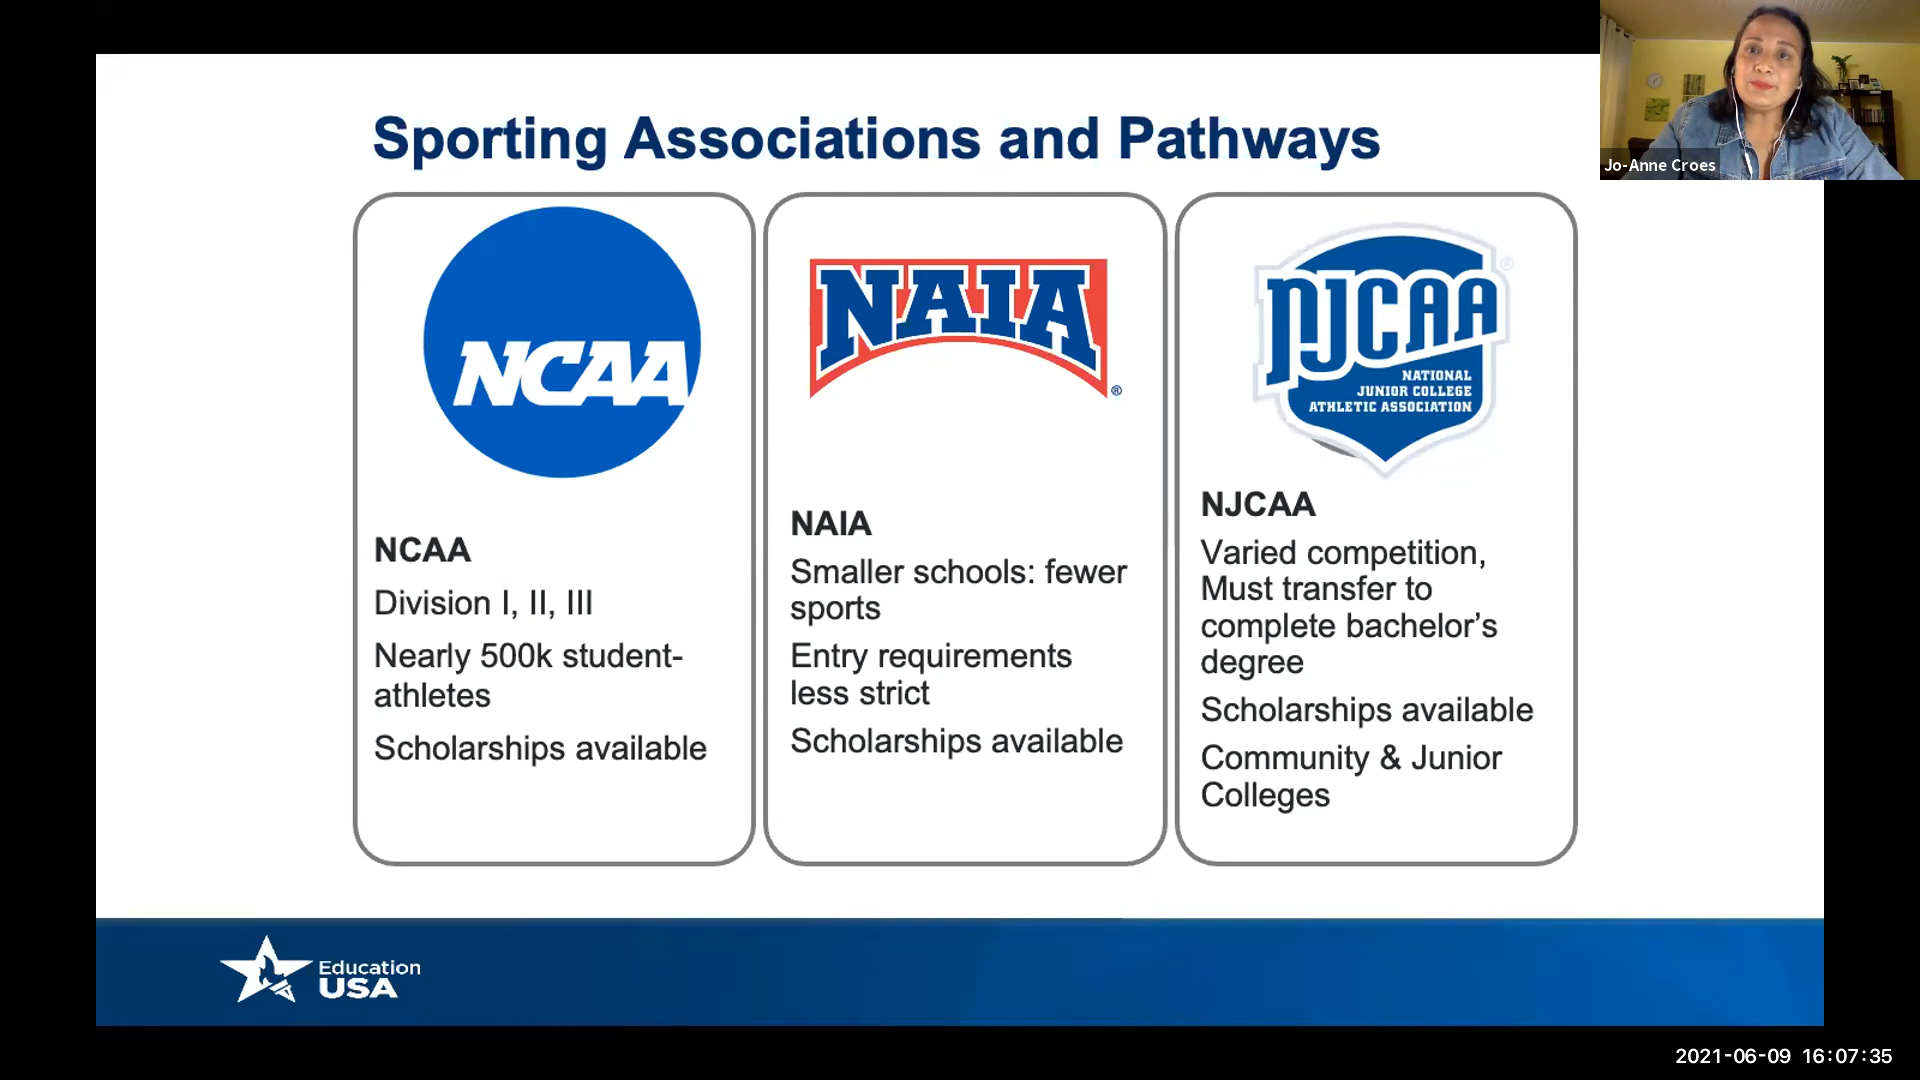 Sporting Associations and Pathways
Jo-Anne Croes
NCAA
NCAA
Division I, II, III
Nearly 500k student-
athletes
Scholarships available
NAIA
®
NAIA
Smaller schools: fewer
sports
Entry requirements
less strict
Scholarships available
NJCAA
®
NATIONAL
JUNIOR COLLEGE
ATHLETIC ASSOCIATION
NJCAA
Varied competition,
Must transfer to
complete bachelor’s
degree
Scholarships available
Community & Junior
Colleges
Education
USA
2021-06-09 16:07:35